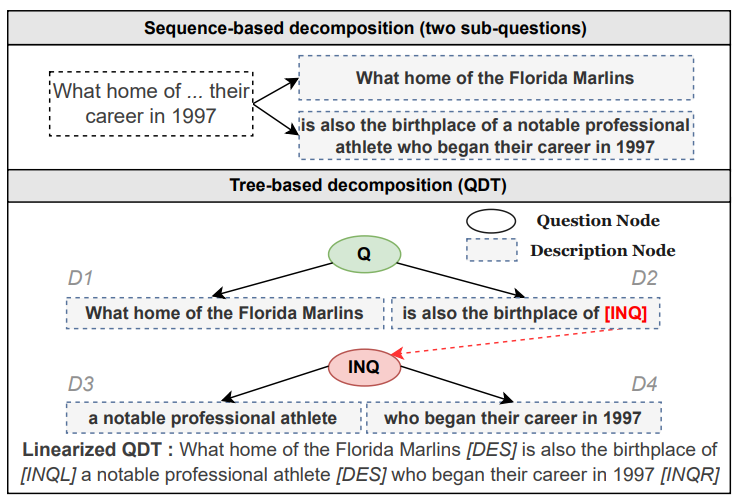 Sequence-based decomposition (two sub-questions)
What home of ... their
career in 1997
What home of the Florida Marlins
is also the birthplace of a notable professional
athlete who began their career in 1997
Tree-based decomposition (QDT)
Question Node
Description Node
Q
D1
D2
What home of the Florida Marlins
is also the birthplace of [INQ]
INQ
D3
D4
a notable professional athlete
who began their career in 1997
Linearized QDT : What home of the Florida Marlins [DES] is also the birthplace of
[INQL] a notable professional athlete [DES] who began their career in 1997 [INQR]